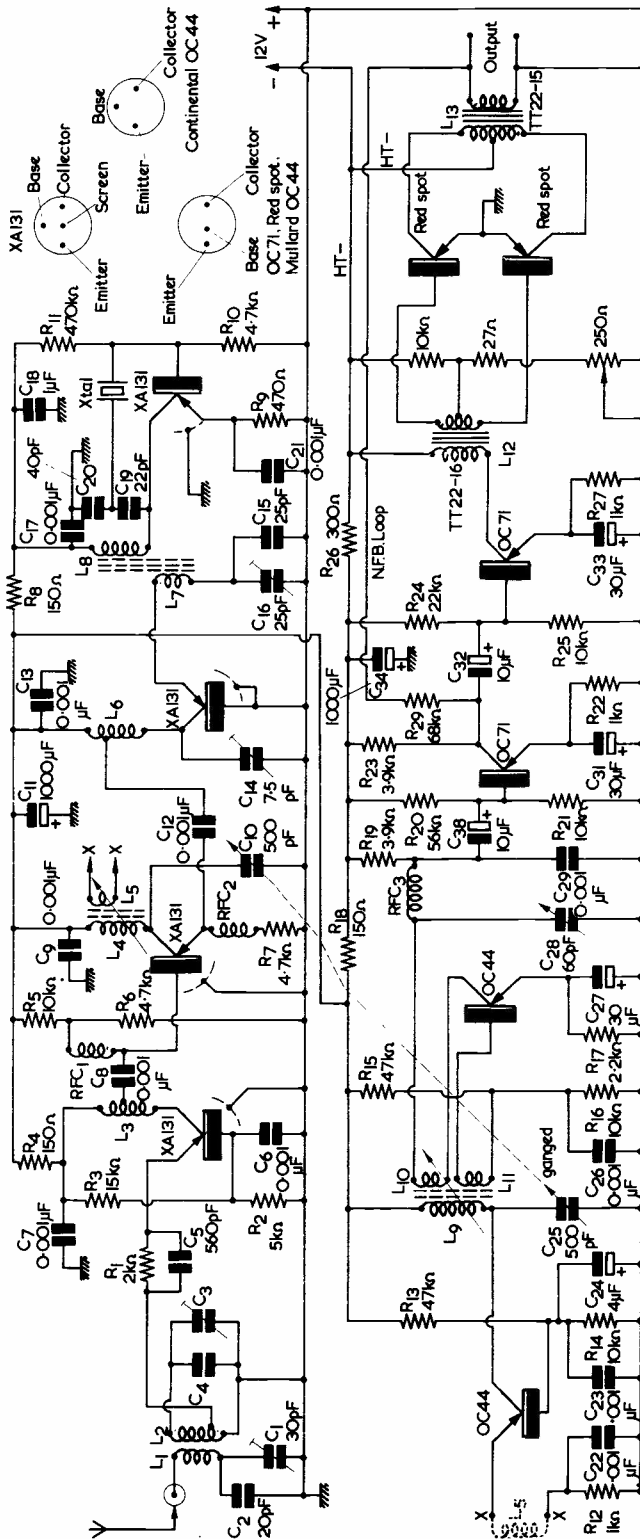 L1
L2
C2
20pF
C1
30pF
C4
C3
R1
2kΩ
C5
560pF
C7
0·001µF
R4
150Ω
R3
15kΩ
R2
5kΩ
C6
0·001
µF
XA131
L3
RFC1
C8
0·001
µF
R5
10kΩ
R6
4·7kΩ
C9
0·001µF
L4
L5
X
X
XA131
RFC2
R7
4·7kΩ
C10
500
pF
C11
1000µF
C12
0·001µF
C13
0·001
µF
L6
C14
7·5
pF
XA131
R8
150Ω
L7
L8
C16
25pF
C15
25pF
C17
0·001µF
C20
40pF
C19
22pF
C18
1µF
Xtal
XA131
R9
470Ω
C21
0·001µF
R11
470kΩ
R10
4·7kΩ
XA131
Base
Collector
Screen
Emitter
Base
Collector
Emitter
Continental OC44
Emitter
Collector
Base
OC71, Red spot,
Mullard OC44
12V
-
+
X
L5
X
R12
1kΩ
C22
·001
µF
OC44
C23
·001
µF
R14
10kΩ
C24
4µF
R13
47kΩ
C25
500
pF
ganged
L9
L10
L11
R15
47kΩ
C26
0·001
µF
R16
10kΩ
R17
2·2kΩ
C27
30
µF
OC44
R18
150Ω
C28
60pF
RFC3
C29
0·001
µF
R19
3·9kΩ
C38
10µF
R20
56kΩ
R21
10kΩ
OC71
C31
30µF
R22
1kΩ
R23
3·9kΩ
R29
68kΩ
C34
1000µF
C32
10µF
R24
22kΩ
R25
10kΩ
N.F.B. Loop
R26 300Ω
OC71
C33
30µF
R27
1kΩ
TT22-16
L12
10kΩ
27Ω
250Ω
HT-
HT-
Red spot
Red spot
L13
TT22-15
Output